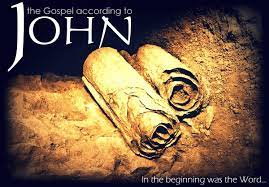 the Gospel according to
JOHN
In the beginning was the Word...